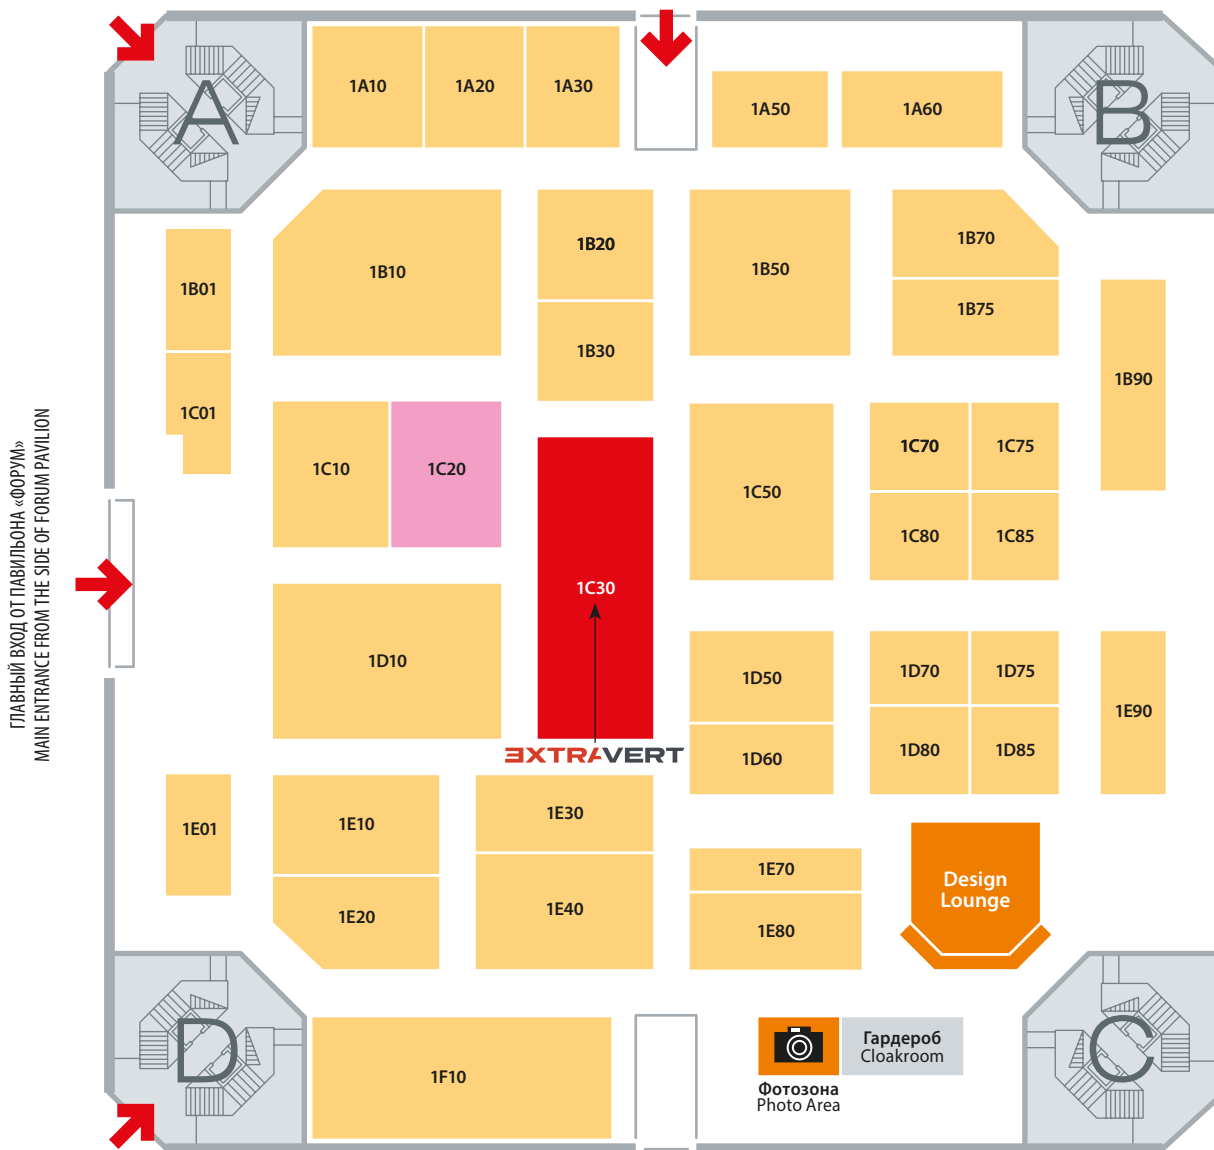 A
1A10
1A20
1A30
1A50
1A60
B
1B01
1B10
1B20
1B30
1B50
1B70
1B75
1B90
1C01
1C10
1C20
1C30
1C50
1C70
1C75
1C80
1C85
ГЛАВНЫЙ ВХОД ОТ ПАВИЛЬОНА «ФОРУМ»
MAIN ENTRANCE FROM THE SIDE OF FORUM PAVILION
1D10
1D50
1D60
1D70
1D75
1D80
1D85
1E90
EXTRAVERT
1E01
1E10
1E20
1E30
1E40
1E70
1E80
Design
Lounge
D
1F10
Фотозона
Photo Area
Гардероб
Cloakroom
C